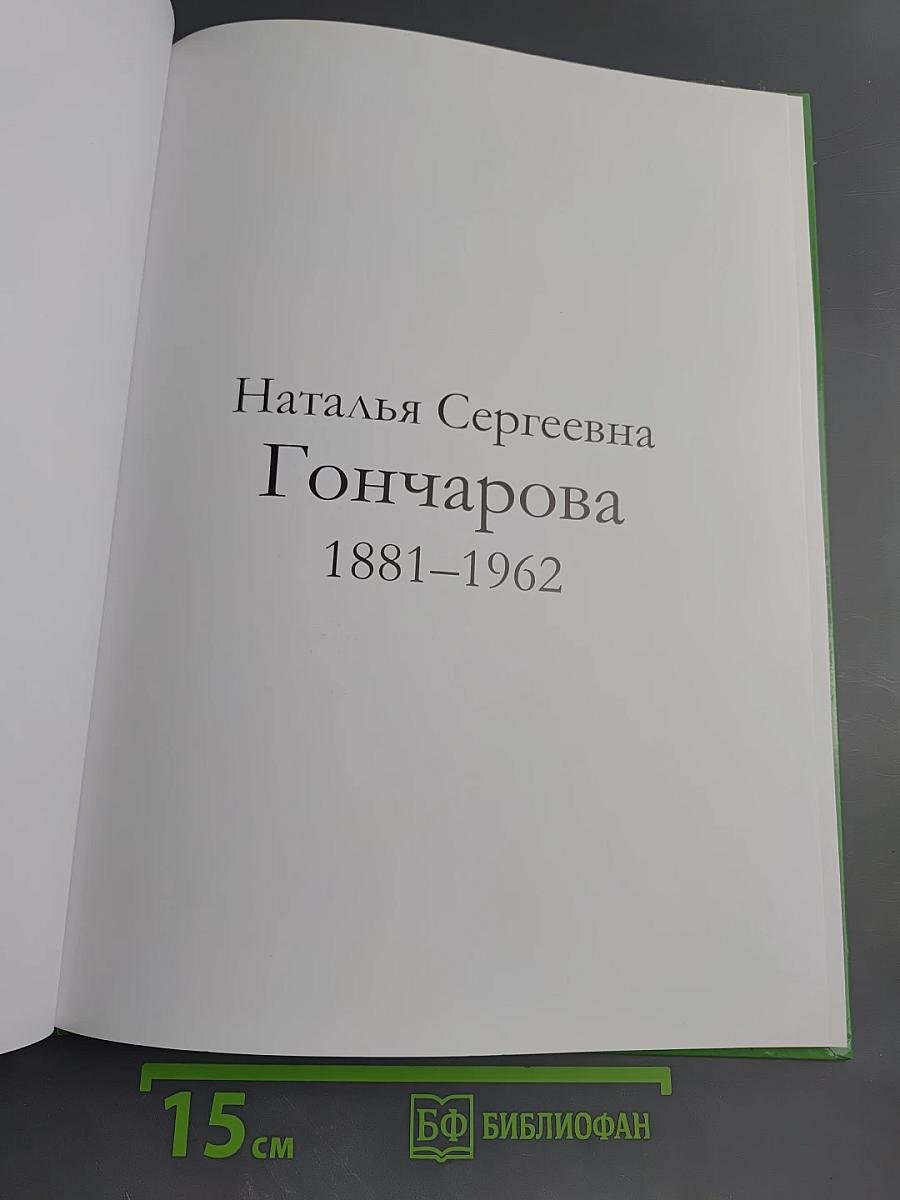 Наталья Сергеевна
Гончарова
1881–1962
15 см
БФ БИБЛИОФАН